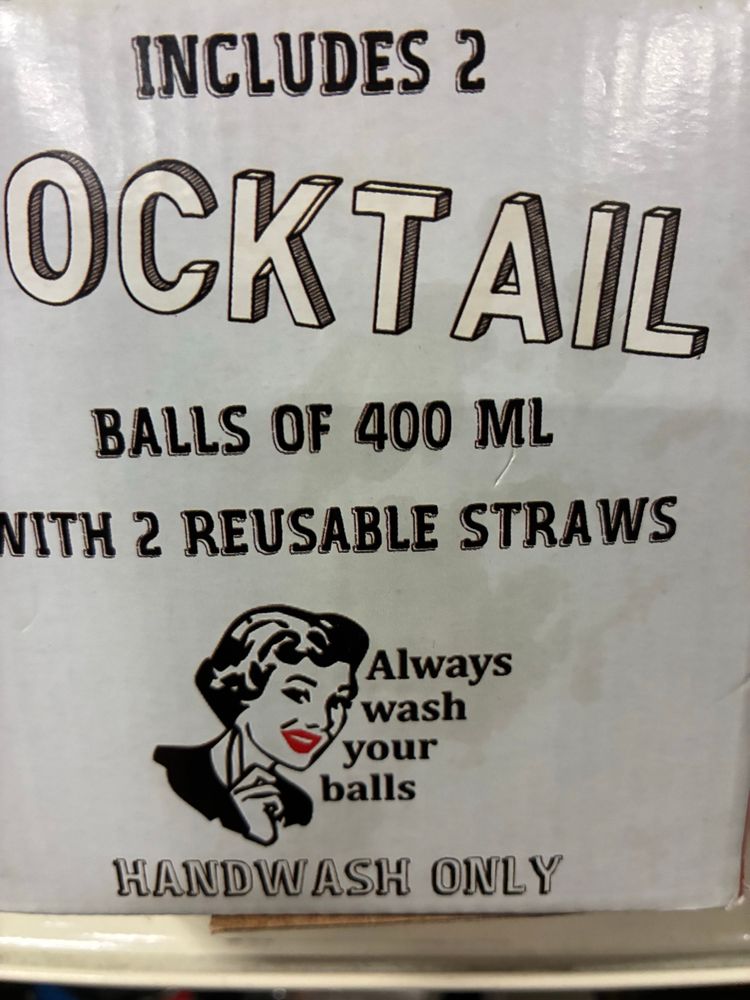 INCLUDES 2
OCKTAIL
BALLS OF 400 ML
WITH 2 REUSABLE STRAWS
Always
wash
your
balls
HANDWASH ONLY